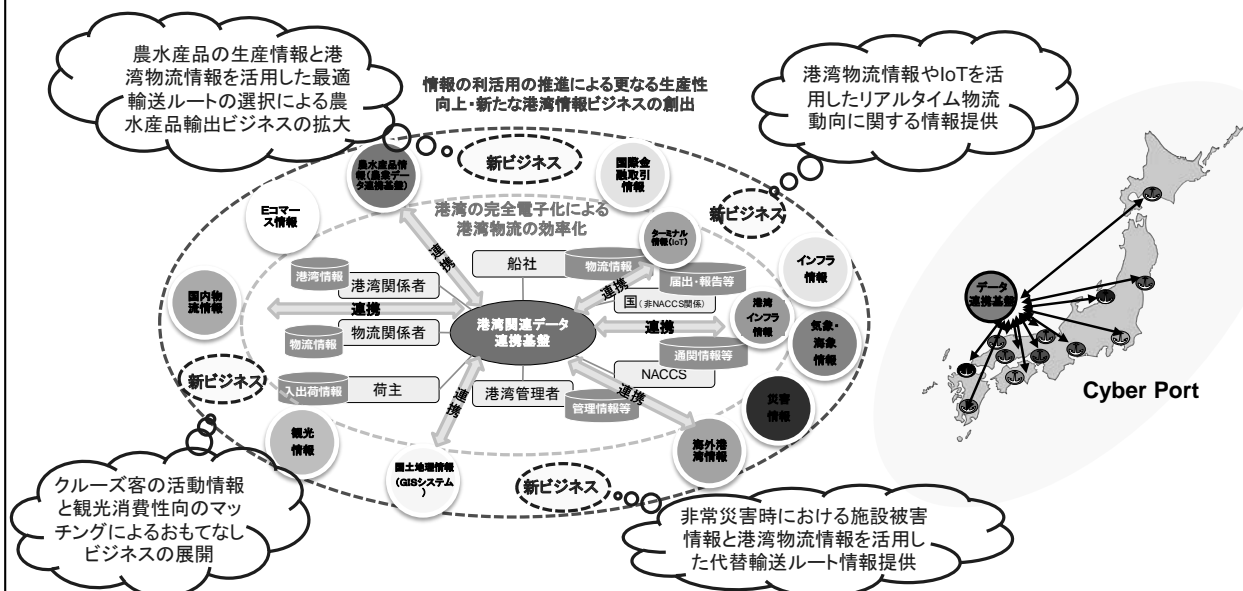 農水産品の生産情報と港
湾物流情報を活用した最適
輸送ルートの選択による農
水産品輸出ビジネスの拡大
情報の利活用の推進による更なる生産性
向上・新たな港湾情報ビジネスの創出
港湾物流情報やIoTを活
用したリアルタイム物流
動向に関する情報提供
新ビジネス
農水産品情
報(農業デー
タ連携基盤)
国際金
融取引
情報
新ビジネス
Eコマー
ス情報
港湾の完全電子化による
港湾物流の効率化
ターミナル
情報(IoT)
連携
船社
物流情報
連携
届出・報告等
インフラ
情報
港湾情報
港湾関係者
国(非NACCS関係)
国内物
流情報
連携
港湾関連データ
連携基盤
連携
港湾
インフラ
情報
気象・
海象
情報
物流関係者
物流情報
通関情報等
NACCS
新ビジネス
入出荷情報
荷主
連携
港湾管理者
管理情報等
連携
災害
情報
観光
情報
国土地理情報
(GISシステム
)
新ビジネス
海外港
湾情報
クルーズ客の活動情報
と観光消費性向のマッ
チングによるおもてなし
ビジネスの展開
非常災害時における施設被害
情報と港湾物流情報を活用し
た代替輸送ルート情報提供
データ
連携基盤
Cyber Port